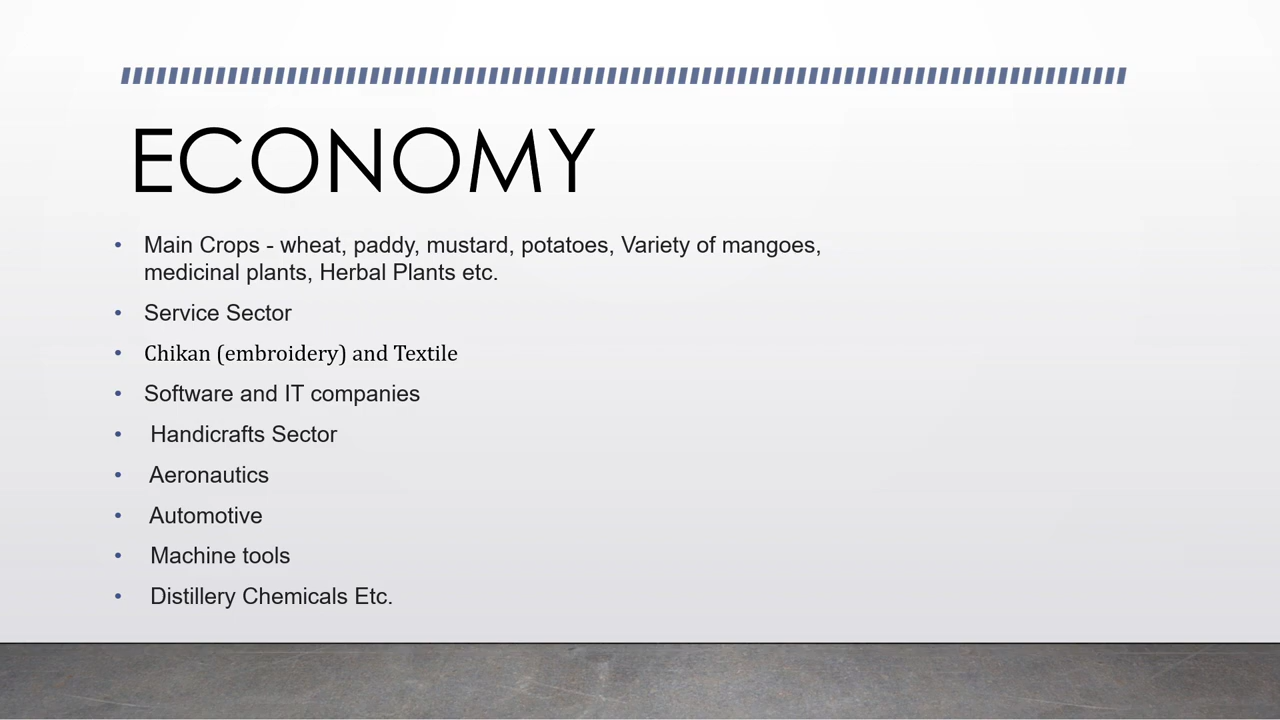 ECONOMY
• Main Crops - wheat, paddy, mustard, potatoes, Variety of mangoes,
medicinal plants, Herbal Plants etc.
• Service Sector
• Chikan (embroidery) and Textile
• Software and IT companies
• Handicrafts Sector
• Aeronautics
• Automotive
• Machine tools
• Distillery Chemicals Etc.